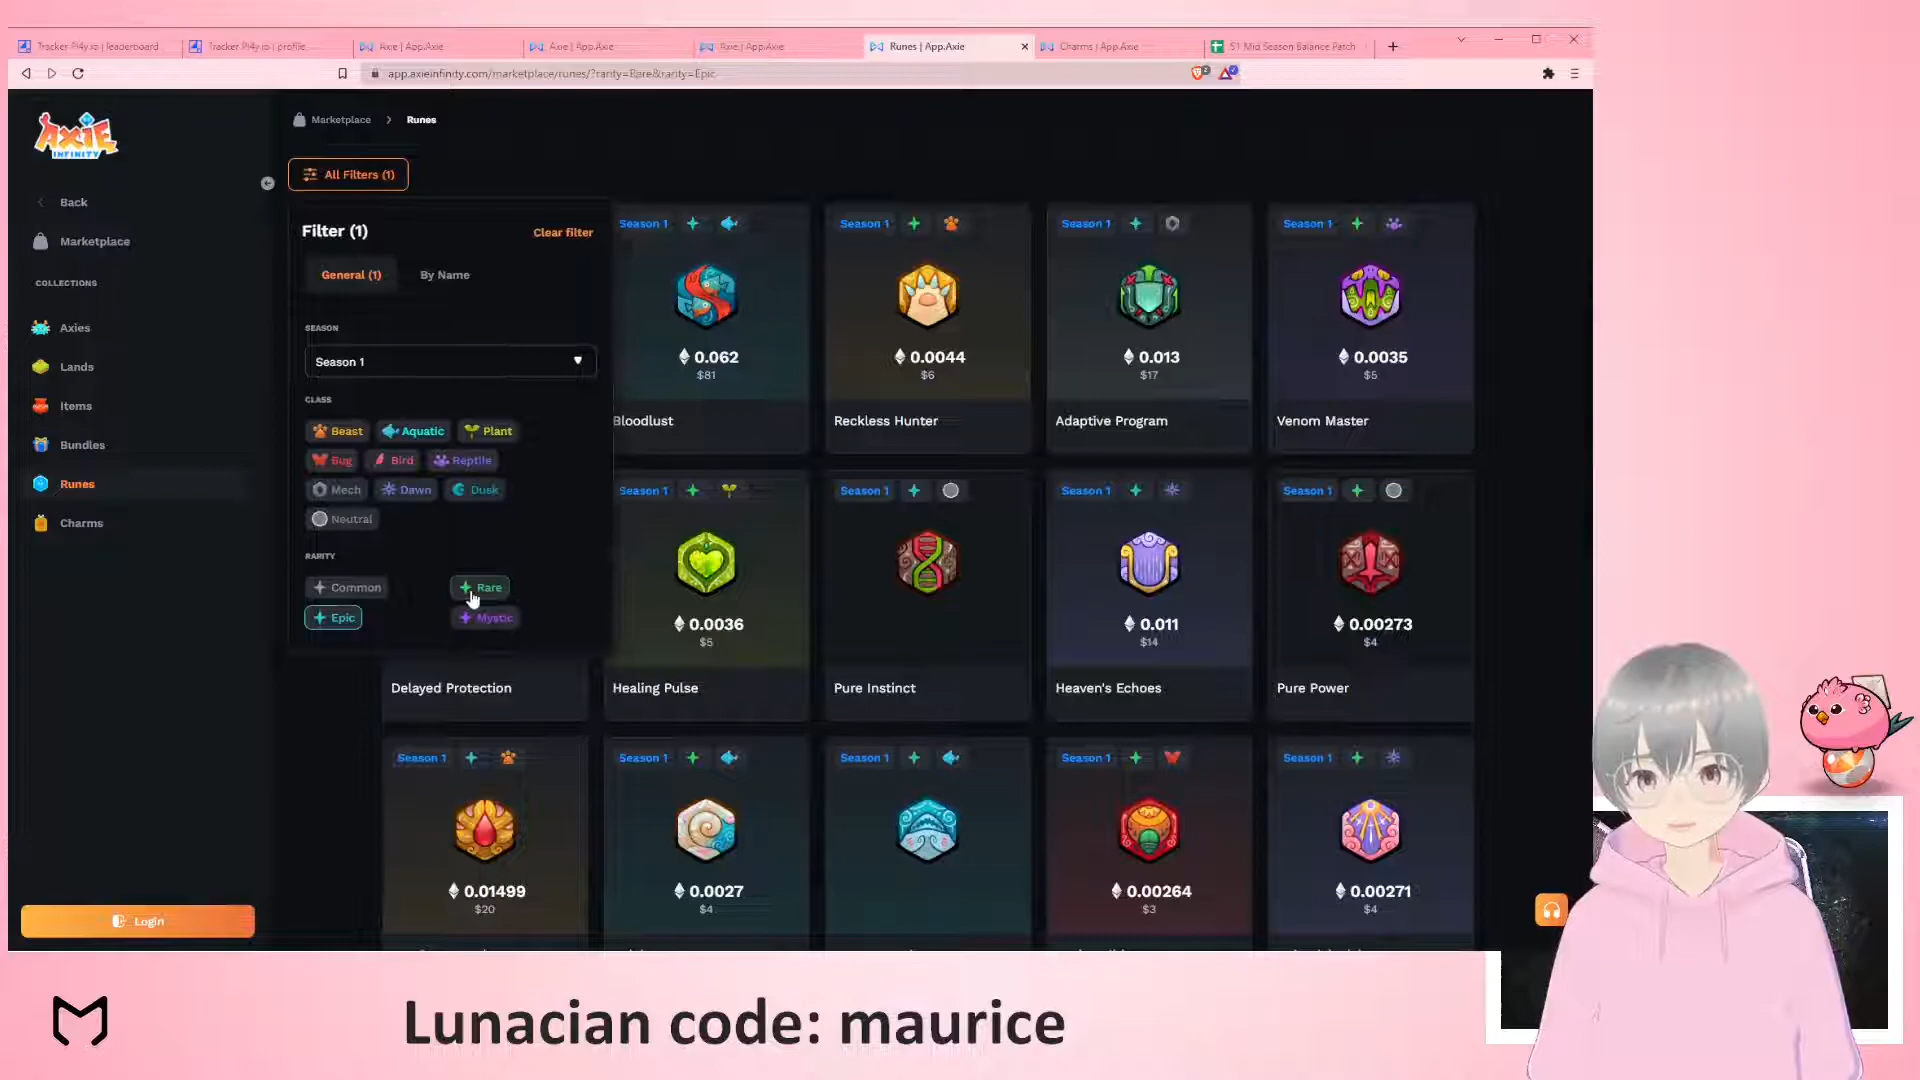 Tracker Pl4y.io | leaderboard
Tracker Pl4y.io | profile
Axie | App.Axie
Axie | App.Axie
Axie | App.Axie
Runes | App.Axie
Charms | App.Axie
S1 Mid Season Balance Patch
app.axieinfinity.com/marketplace/runes/?rarity=Rare&rarity=Epic
AXIE
INFINITY
Marketplace > Runes
All Filters (1)
Back
Marketplace
COLLECTIONS
Axies
Lands
Items
Bundles
Runes
Charms
Login
Filter (1)
Clear filter
General (1)
By Name
SEASON
Season 1
CLASS
Beast Aquatic Plant
Bug Bird Reptile
Mech Dawn Dusk
Neutral
RARITY
Common Rare
Epic Mystic
Season 1
0.062
$81
Bloodlust
Season 1
0.0044
$6
Reckless Hunter
Season 1
0.013
$17
Adaptive Program
Season 1
0.0035
$5
Venom Master
Delayed Protection
Season 1
0.0036
$5
Healing Pulse
Season 1
Pure Instinct
Season 1
0.011
$14
Heaven's Echoes
Season 1
0.00273
$4
Pure Power
Season 1
0.01499
$20
Season 1
0.0027
$4
Season 1
Season 1
0.00264
$3
Season 1
0.00271
$4
Lunacian code: maurice